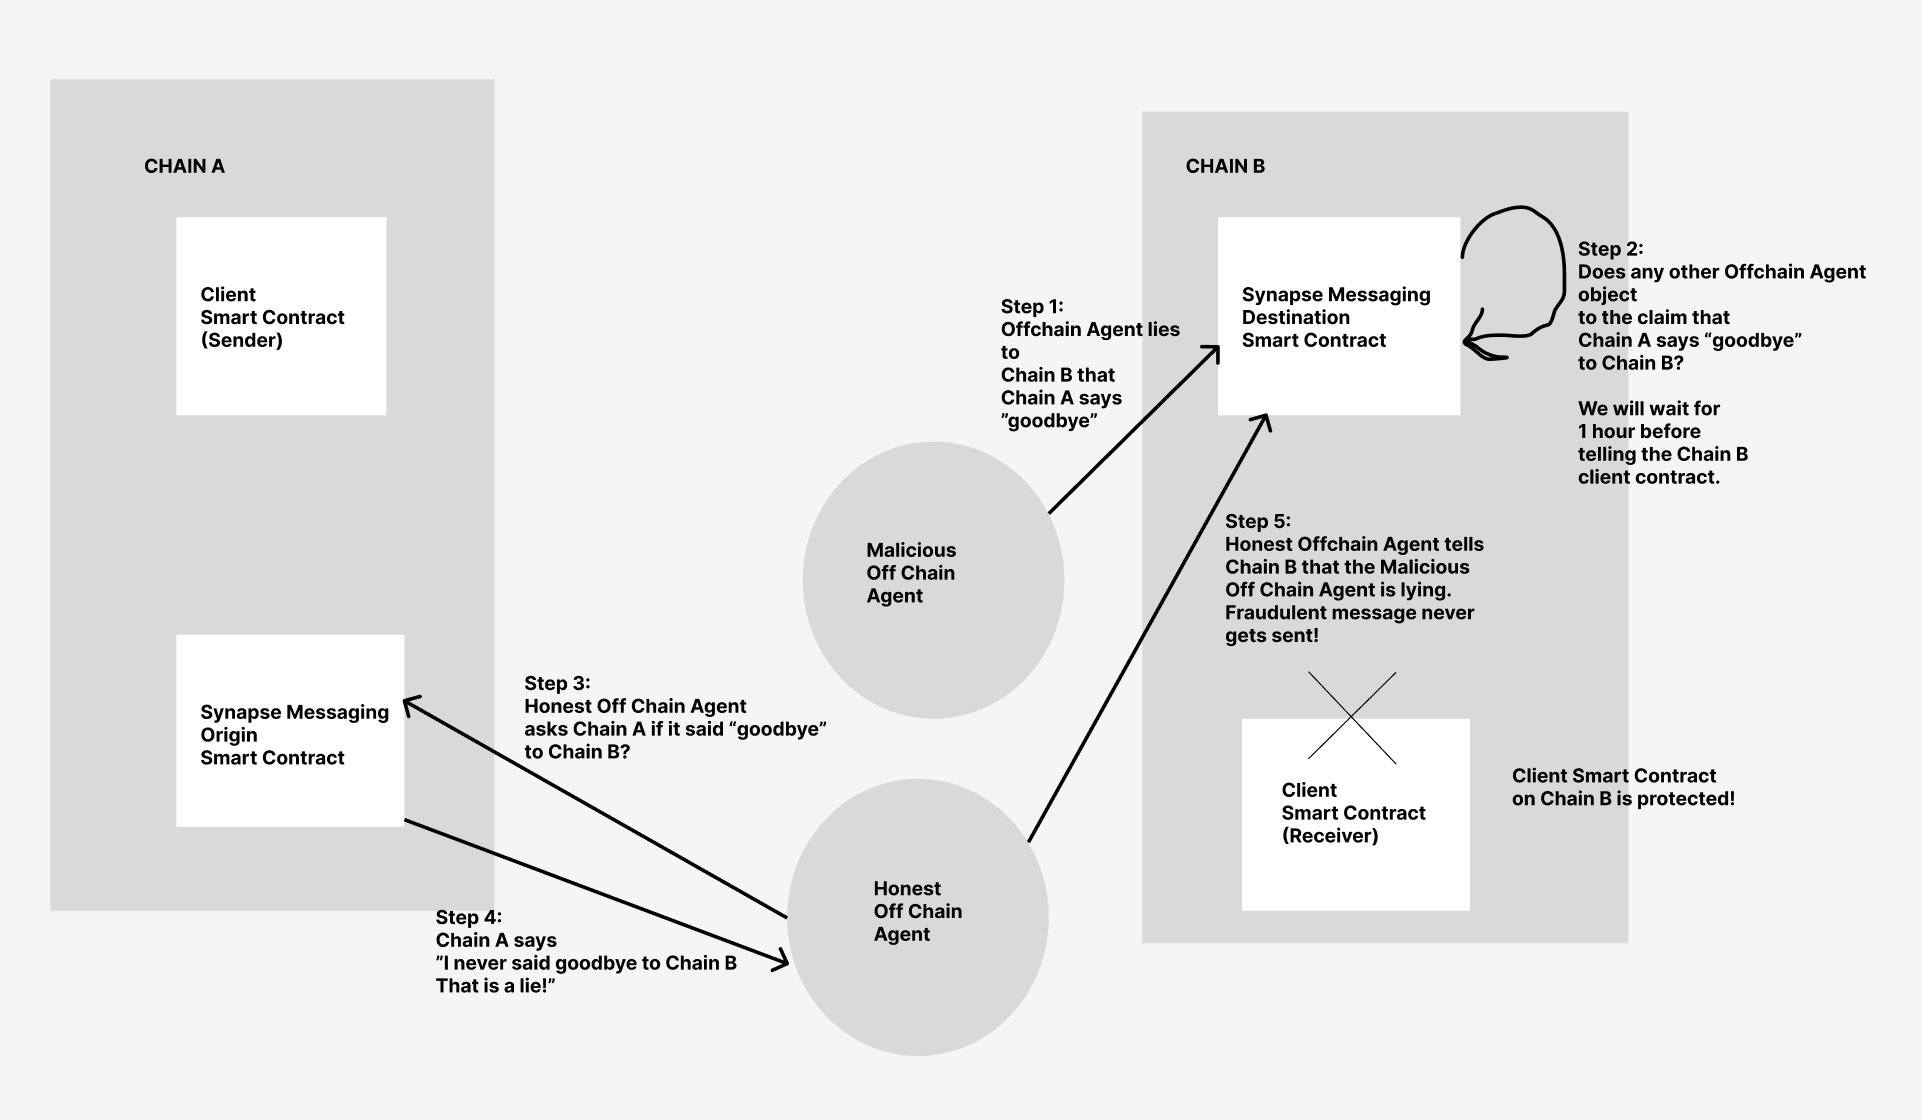 CHAIN A
Client
Smart Contract
(Sender)
Synapse Messaging
Origin
Smart Contract
Step 3:
Honest Off Chain Agent
asks Chain A if it said “goodbye”
to Chain B?
Step 4:
Chain A says
”I never said goodbye to Chain B
That is a lie!”
Malicious
Off Chain
Agent
Honest
Off Chain
Agent
Step 1:
Offchain Agent lies
to
Chain B that
Chain A says
”goodbye”
CHAIN B
Synapse Messaging
Destination
Smart Contract
Step 2:
Does any other Offchain Agent
object
to the claim that
Chain A says “goodbye”
to Chain B?
We will wait for
1 hour before
telling the Chain B
client contract.
Step 5:
Honest Offchain Agent tells
Chain B that the Malicious
Off Chain Agent is lying.
Fraudulent message never
gets sent!
Client
Smart Contract
(Receiver)
Client Smart Contract
on Chain B is protected!